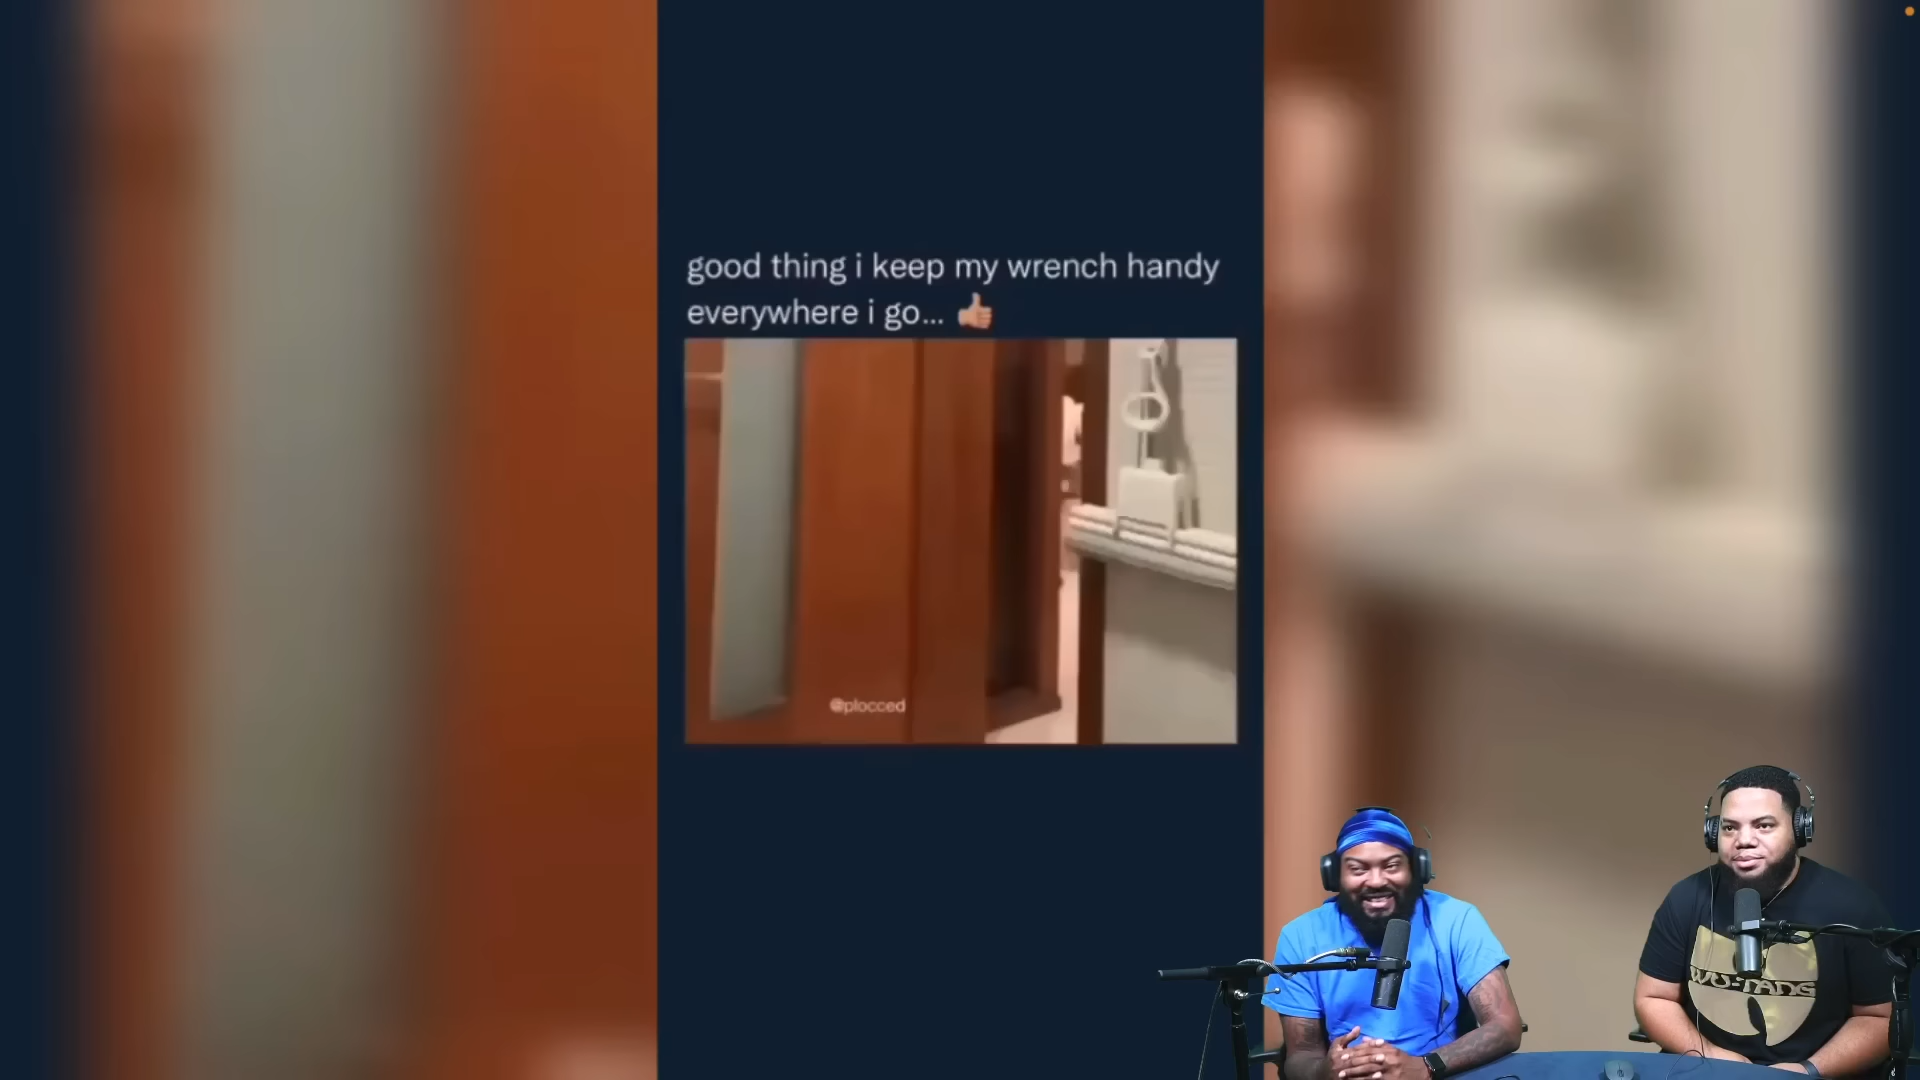 good thing i keep my wrench handy
everywhere i go... 👍🏼
@plocced
WU-TANG